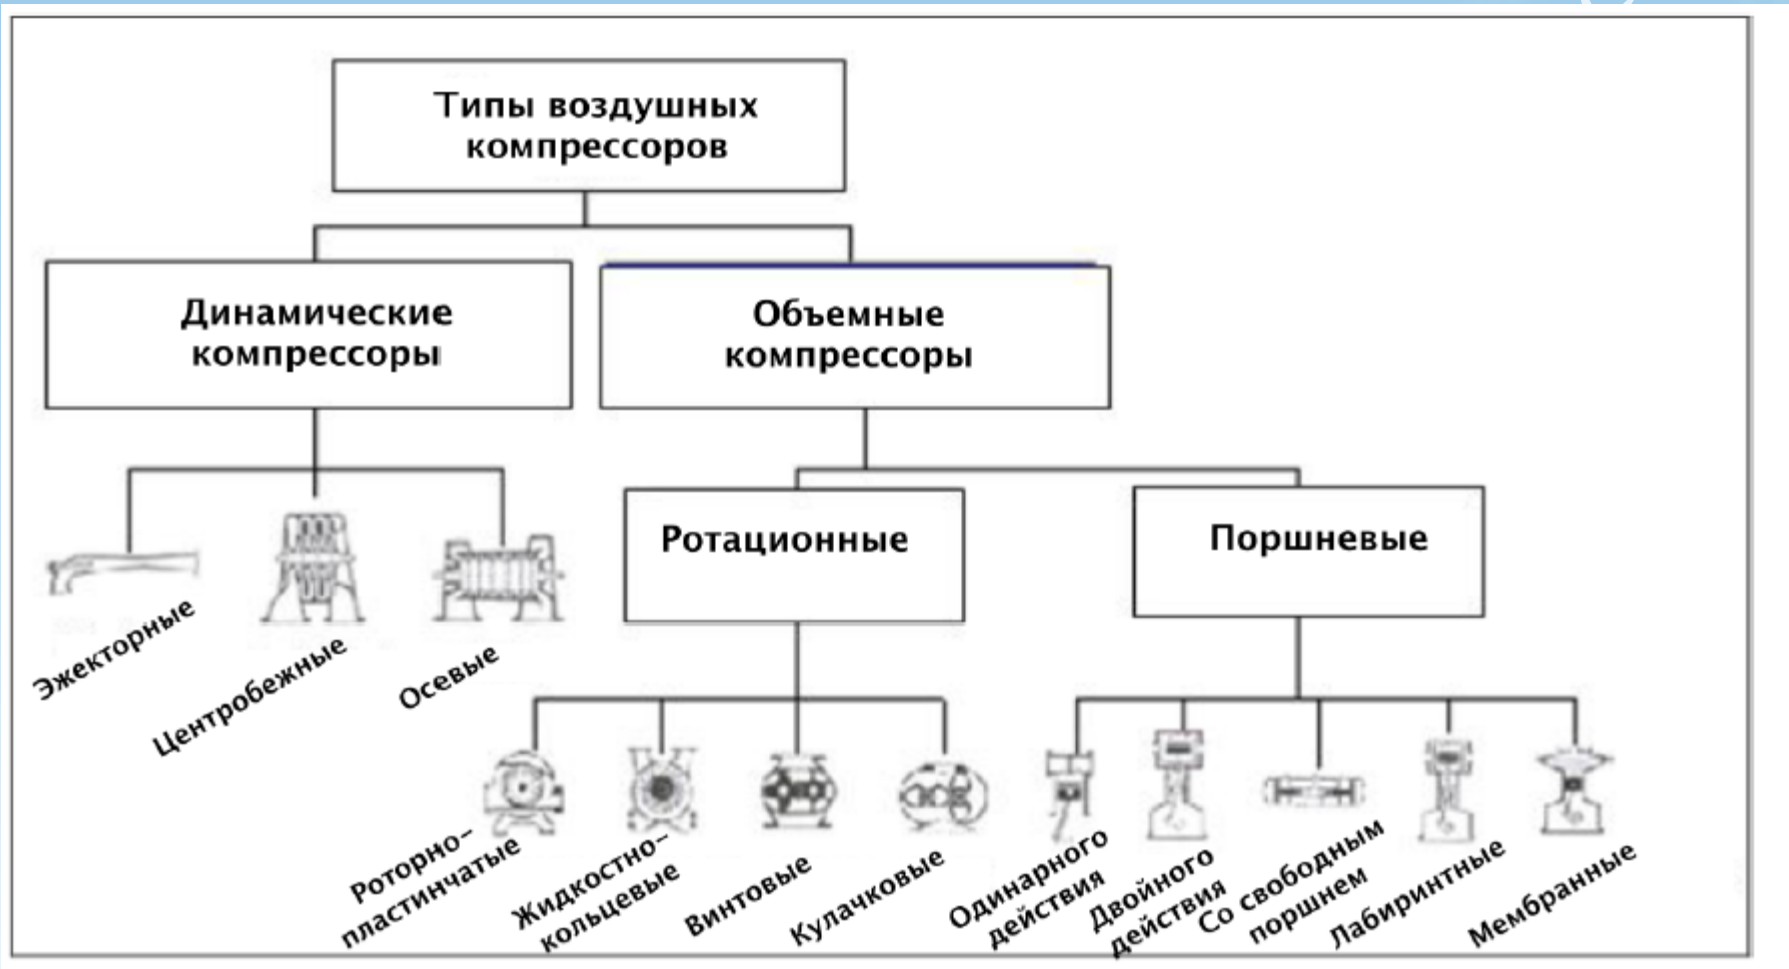 Типы воздушных
компрессоров
Динамические
компрессоры
Объемные
компрессоры
Ротационные
Поршневые
Эжекторные
Центробежные
Осевые
Роторно-
пластинчатые
Жидкостно-
кольцевые
Винтовые
Кулачковые
Одинарного
действия
Двойного
действия
Со свободным
поршнем
Лабиринтные
Мембранные